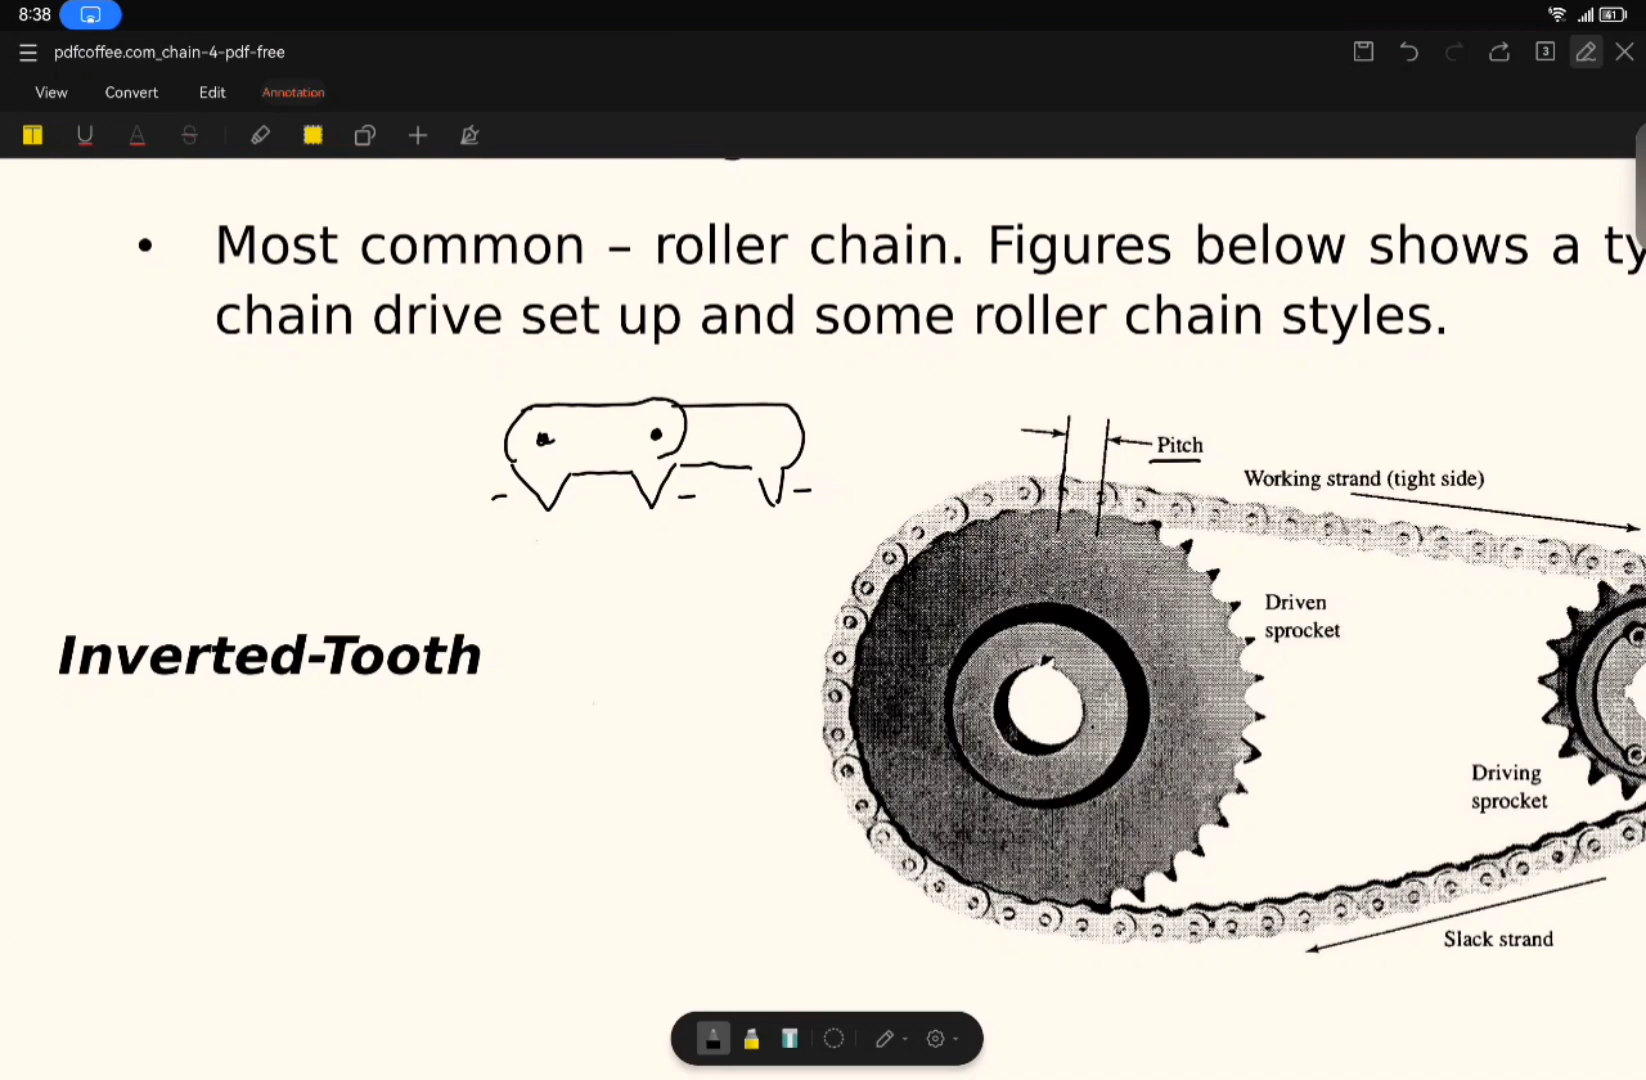 8:38
41
pdfcoffee.com_chain-4-pdf-free
3
View Convert Edit Annotation
T U A S
• Most common – roller chain. Figures below shows a ty
chain drive set up and some roller chain styles.
Pitch
Working strand (tight side)
Driven
sprocket
Inverted-Tooth
Driving
sprocket
Slack strand